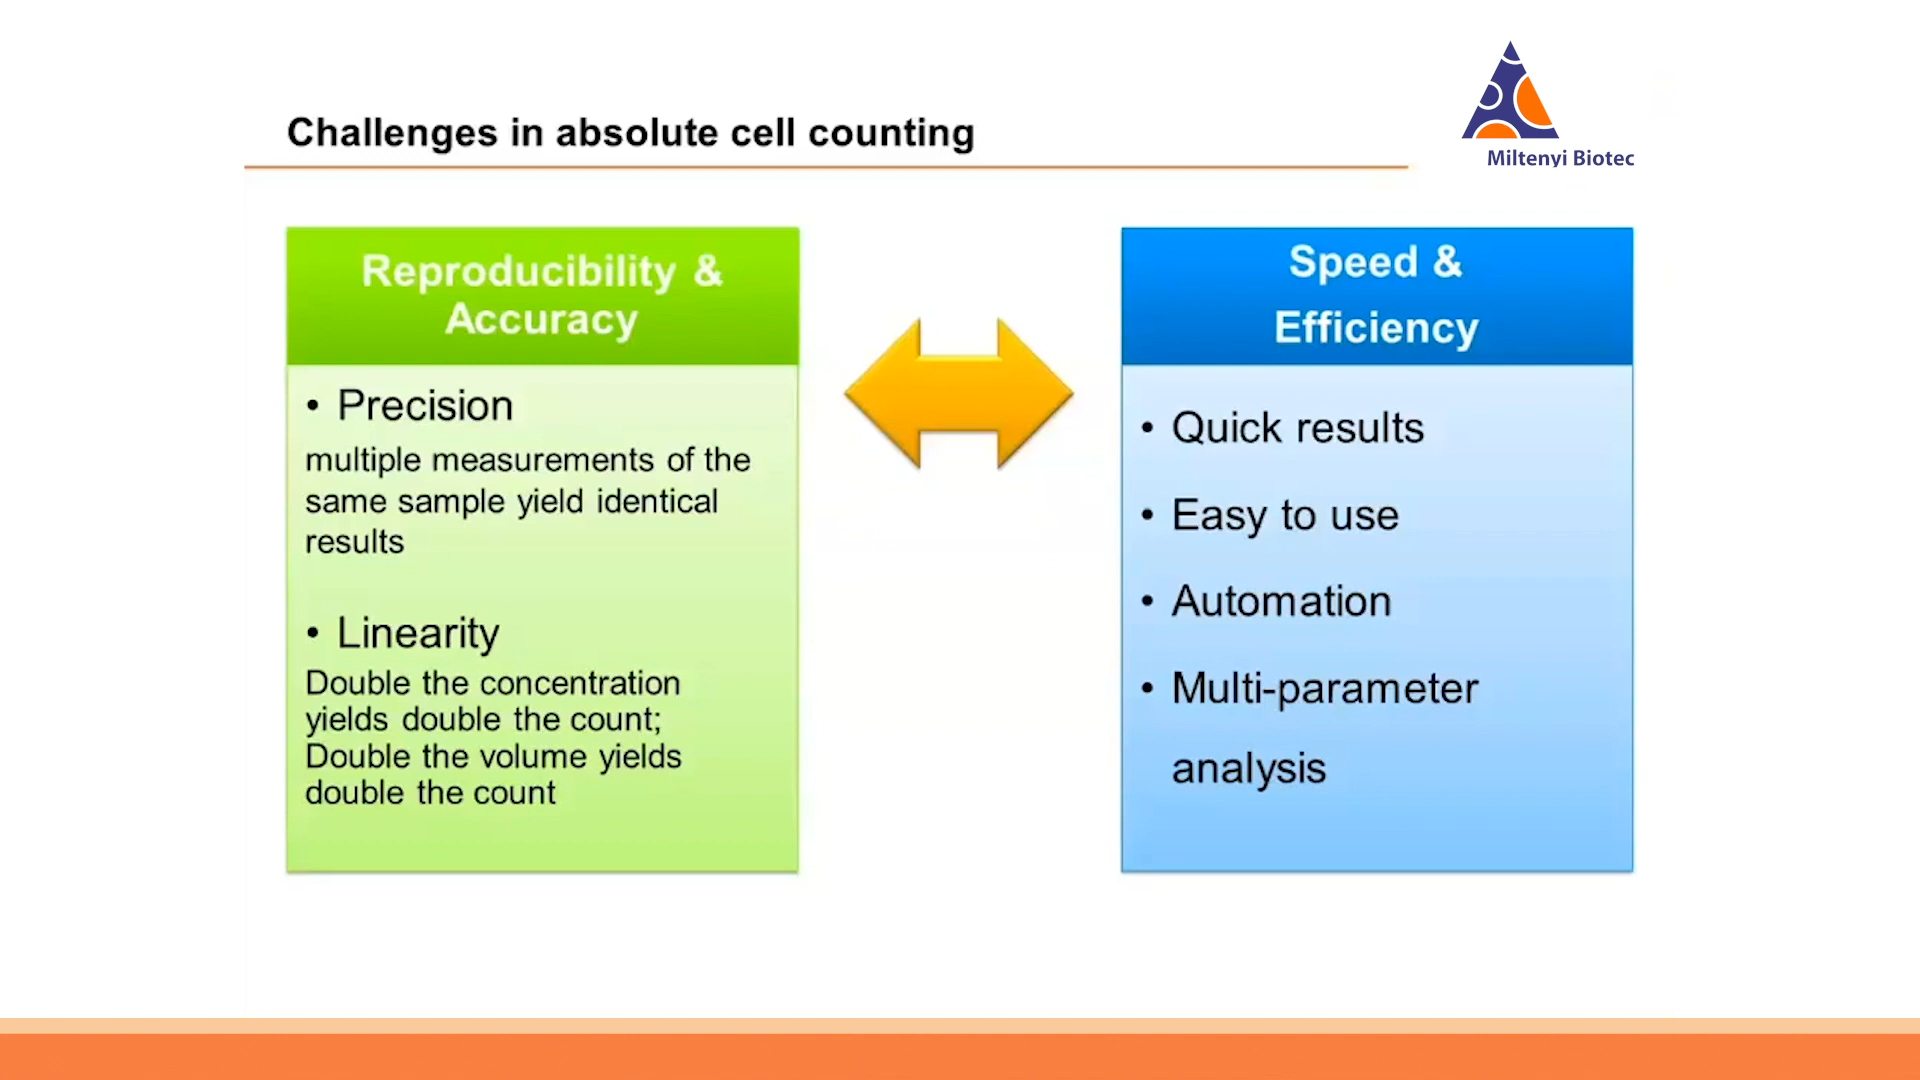 Challenges in absolute cell counting
Miltenyi Biotec
Reproducibility &
Accuracy
• Precision
multiple measurements of the
same sample yield identical
results
• Linearity
Double the concentration
yields double the count;
Double the volume yields
double the count
Speed &
Efficiency
• Quick results
• Easy to use
• Automation
• Multi-parameter
analysis